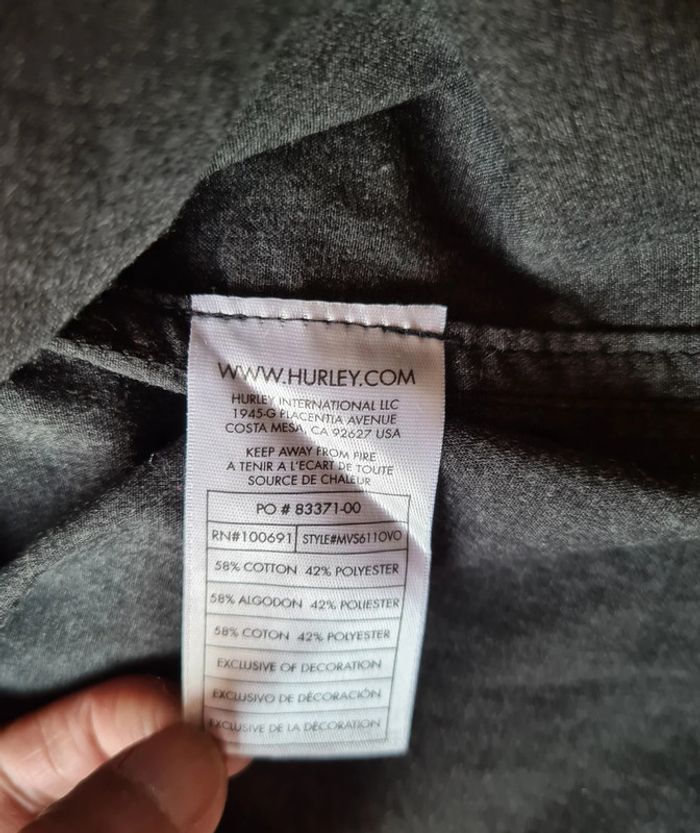 WWW.HURLEY.COM
HURLEY INTERNATIONAL LLC
1945-G PLACENTIA AVENUE
COSTA MESA, CA 92627 USA
KEEP AWAY FROM FIRE
A TENIR A L'ECART DE TOUTE
SOURCE DE CHALEUR
PO # 83371-00
RN#100691 STYLE#MVS611OVO
58% COTTON 42% POLYESTER
58% ALGODON 42% POLIESTER
58% COTON 42% POLYESTER
EXCLUSIVE OF DECORATION
EXCLUSIVO DE DÉCORACIÓN
EXCLUSIVE DE LA DÉCORATION